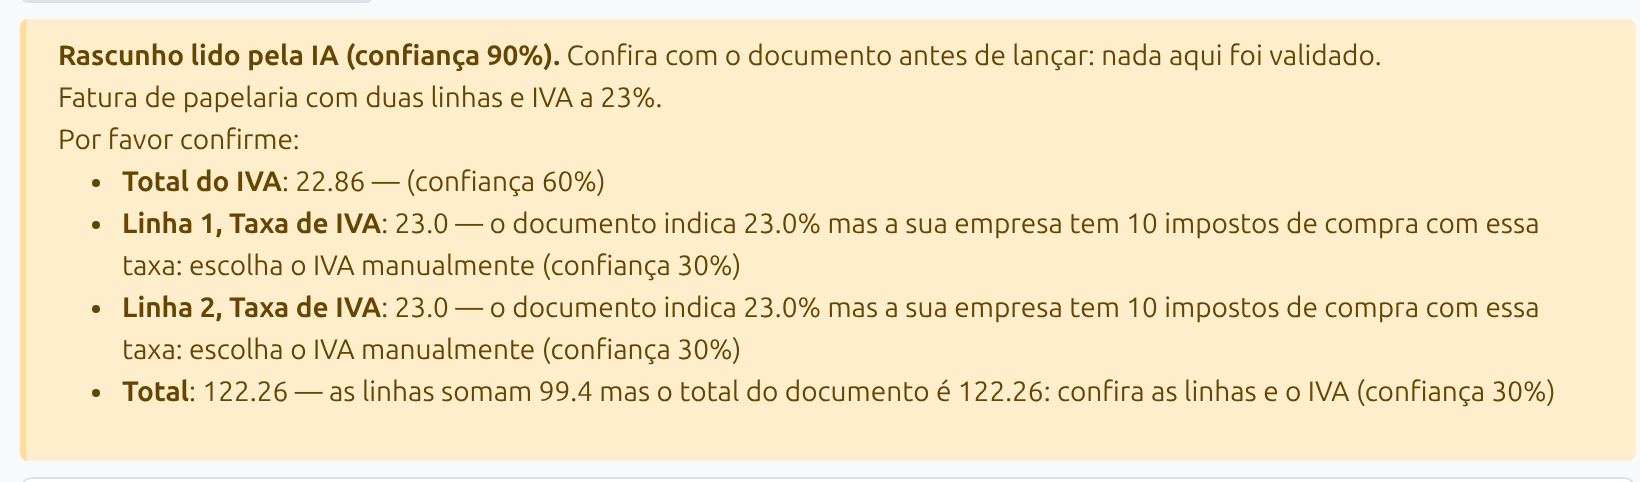 Rascunho lido pela IA (confiança 90%). Confira com o documento antes de lançar: nada aqui foi validado.
Fatura de papelaria com duas linhas e IVA a 23%.
Por favor confirme:
• Total do IVA: 22.86 — (confiança 60%)
• Linha 1, Taxa de IVA: 23.0 — o documento indica 23.0% mas a sua empresa tem 10 impostos de compra com essa
taxa: escolha o IVA manualmente (confiança 30%)
• Linha 2, Taxa de IVA: 23.0 — o documento indica 23.0% mas a sua empresa tem 10 impostos de compra com essa
taxa: escolha o IVA manualmente (confiança 30%)
• Total: 122.26 — as linhas somam 99.4 mas o total do documento é 122.26: confira as linhas e o IVA (confiança 30%)